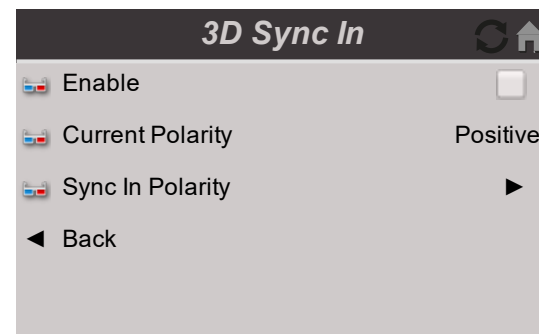 3D Sync In
Enable
Current Polarity Positive
Sync In Polarity ►
◄ Back